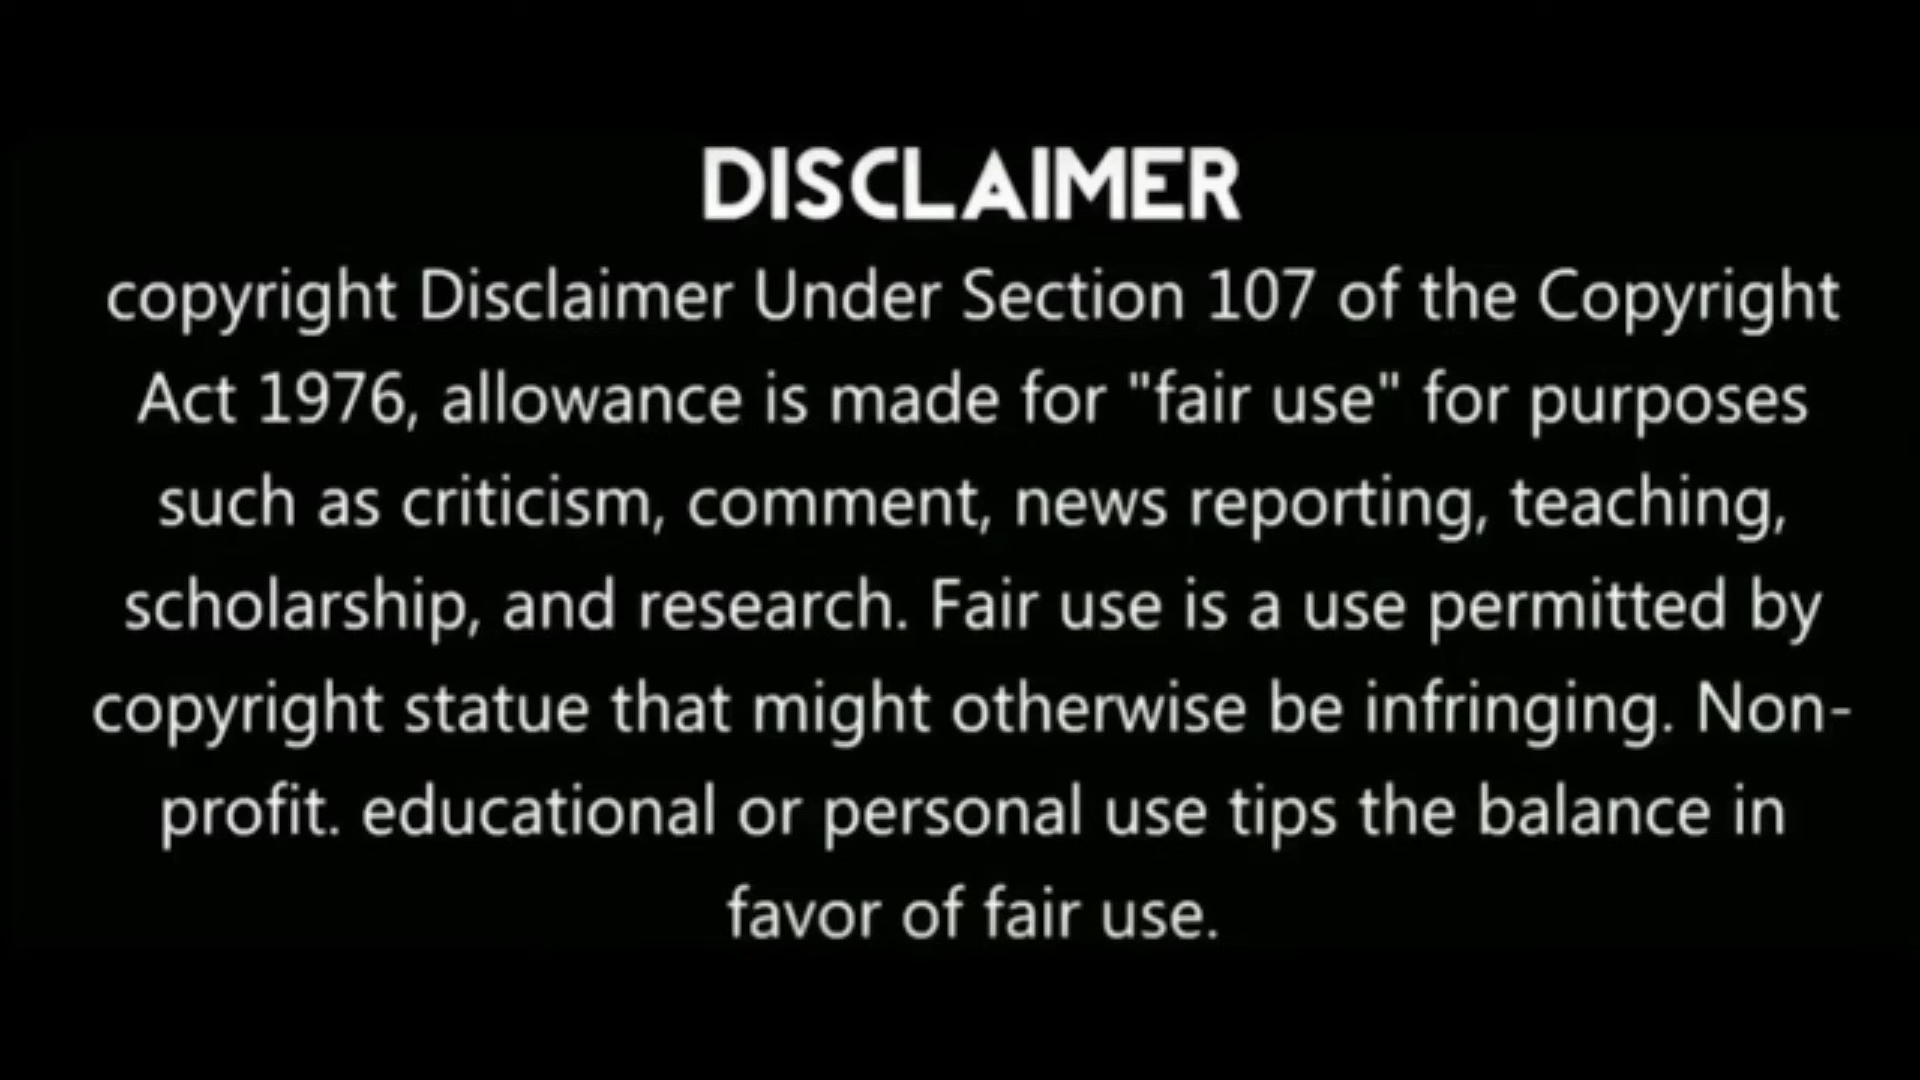 DISCLAIMER
copyright Disclaimer Under Section 107 of the Copyright
Act 1976, allowance is made for "fair use" for purposes
such as criticism, comment, news reporting, teaching,
scholarship, and research. Fair use is a use permitted by
copyright statue that might otherwise be infringing. Non-
profit. educational or personal use tips the balance in
favor of fair use.